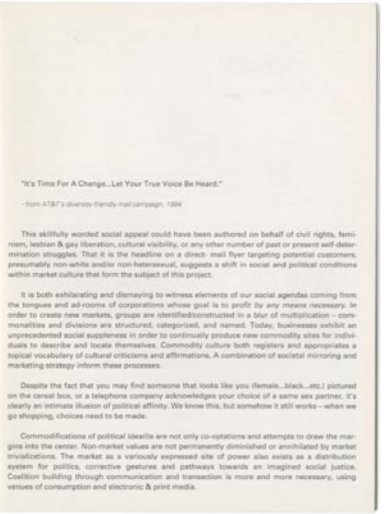 "It's Time For A Change...Let Your True Voice Be Heard."
- from AT&T's diversity-friendly mail campaign, 1994
This skillfully worded social appeal could have been authored on behalf of civil rights, femi-
nism, lesbian & gay liberation, cultural visibility, or any other number of past or present self-deter-
mination struggles. That it is the headline on a direct- mail flyer targeting potential customers,
presumably non-white and/or non-heterosexual, suggests a shift in social and political conditions
within market culture that form the subject of this project.
It is both exhilarating and dismaying to witness elements of our social agendas coming from
the tongues and ad-rooms of corporations whose goal is to profit by any means necessary. In
order to create new markets, groups are identified/constructed in a blur of multiplication – com-
monalities and divisions are structured, categorized, and named. Today, businesses exhibit an
unprecedented social suppleness in order to continually produce new commodity sites for indivi-
duals to describe and locate themselves. Commodity culture both registers and appropriates a
topical vocabulary of cultural criticisms and affirmations. A combination of societal mirroring and
marketing strategy inform these processes.
Despite the fact that you may find someone that looks like you (female...black...etc.) pictured
on the cereal box, or a telephone company acknowledges your choice of a same sex partner, it's
clearly an intimate illusion of political affinity. We know this, but somehow it still works – when we
go shopping, choices need to be made.
Commodifications of political ideallls are not only co-optations and attempts to draw the mar-
gins into the center. Non-market values are not permanently diminished or annihilated by market
trivializations. The market as a variously expressed site of power also exists as a distribution
system for politics, corrective gestures and pathways towards an imagined social justice.
Coalition building through communication and transaction is more and more necessary, using
venues of consumption and electronic & print media.